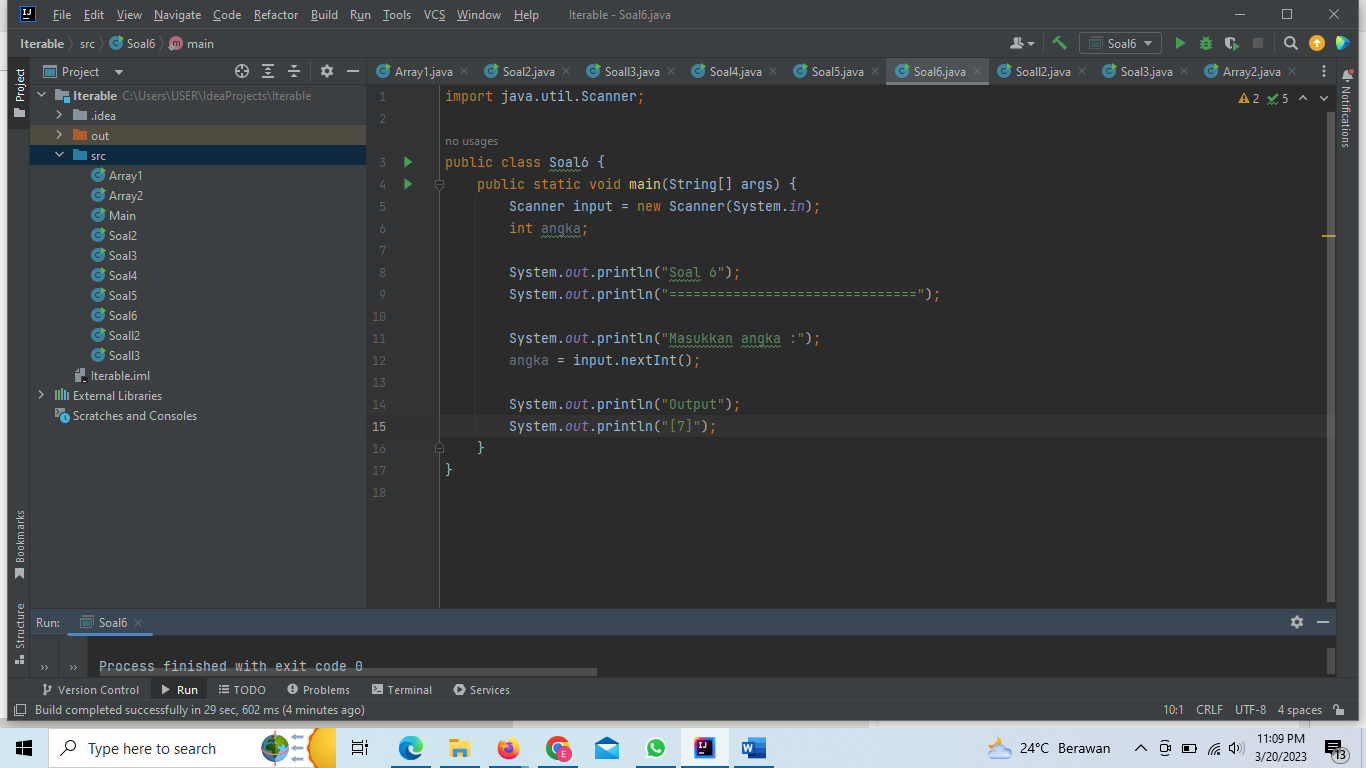 File Edit View Navigate Code Refactor Build Run Tools VCS Window Help Iterable - Soal6.java
Iterable src Soal6 main Soal6
Project Array1.java Soal2.java Soall3.java Soal4.java Soal5.java Soal6.java Soall2.java Soal3.java Array2.java
Project
Notifications
Bookmarks
Structure
Iterable C:\Users\USER\IdeaProjects\Iterable
.idea
out
src
Array1
Array2
Main
Soal2
Soal3
Soal4
Soal5
Soal6
Soall2
Soall3
Iterable.iml
External Libraries
Scratches and Consoles
2 5
1 import java.util.Scanner;
2
no usages
3 public class Soal6 {
4 public static void main(String[] args) {
5 Scanner input = new Scanner(System.in);
6 int angka;
7
8 System.out.println("Soal 6");
9 System.out.println("===============================");
10
11 System.out.println("Masukkan angka :");
12 angka = input.nextInt();
13
14 System.out.println("Output");
15 System.out.println("[7]");
16 }
17 }
18
Run: Soal6
Process finished with exit code 0
Version Control Run TODO Problems Terminal Services
Build completed successfully in 29 sec, 602 ms (4 minutes ago) 10:1 CRLF UTF-8 4 spaces
Type here to search E W 24°C Berawan 11:09 PM
3/20/2023 13